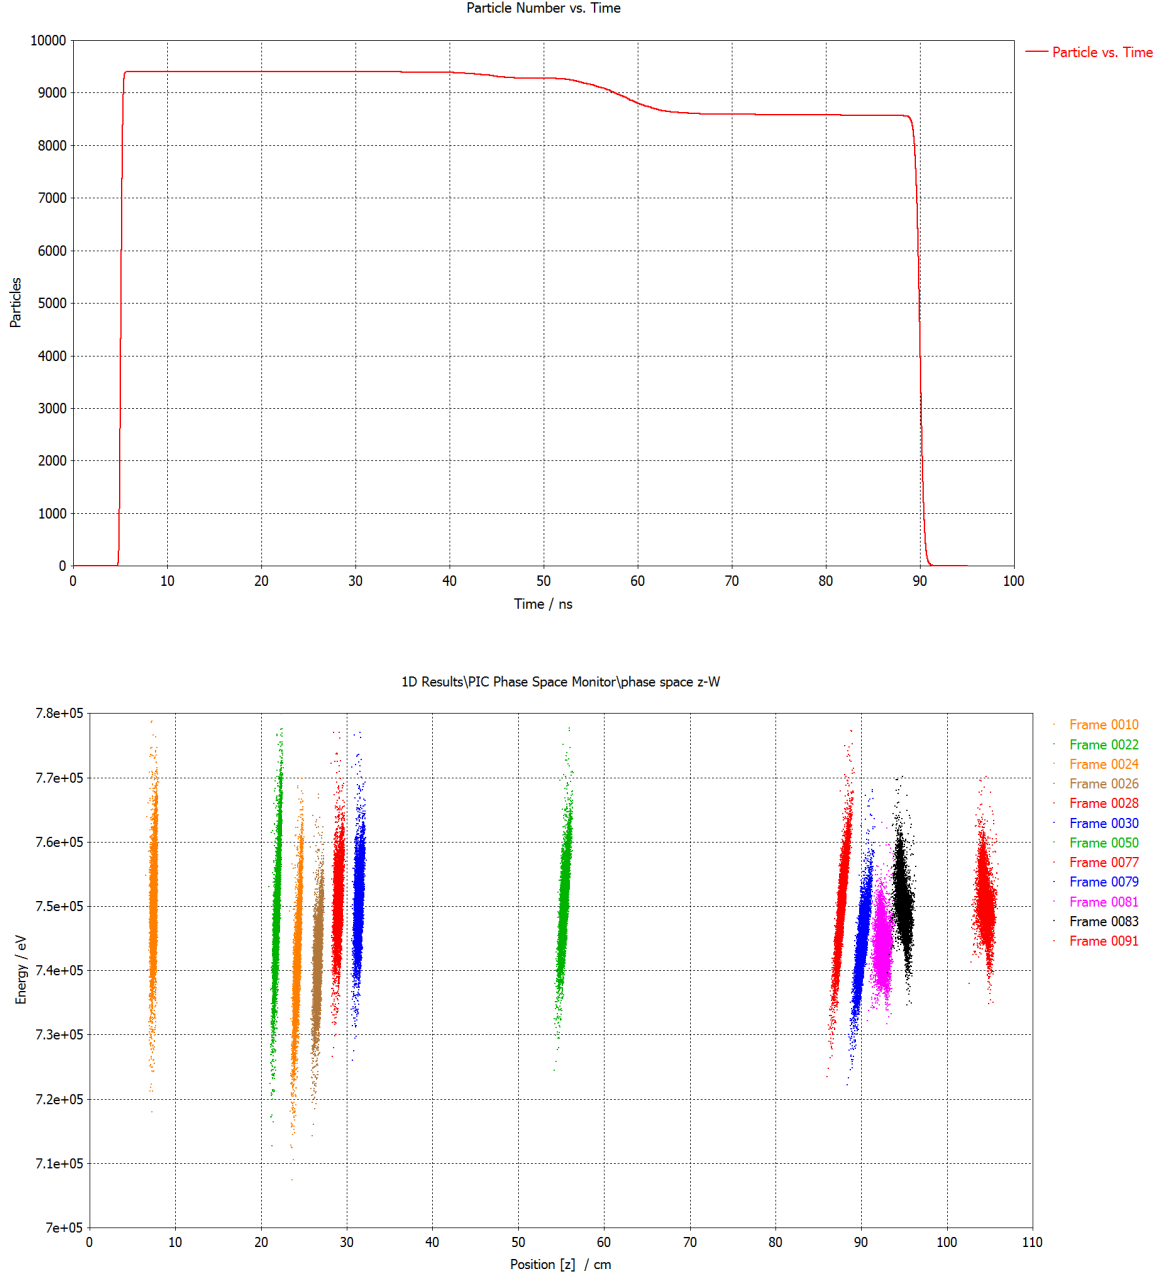 Particle Number vs. Time
10000
9000
8000
7000
6000
5000
4000
3000
2000
1000
0
Particles
0 10 20 30 40 50 60 70 80 90 100
Time / ns
Particle vs. Time
1D Results\PIC Phase Space Monitor\phase space z-W
7.8e+05
7.7e+05
7.6e+05
7.5e+05
7.4e+05
7.3e+05
7.2e+05
7.1e+05
7e+05
Energy / eV
0 10 20 30 40 50 60 70 80 90 100 110
Position [z] / cm
Frame 0010
Frame 0022
Frame 0024
Frame 0026
Frame 0028
Frame 0030
Frame 0050
Frame 0077
Frame 0079
Frame 0081
Frame 0083
Frame 0091